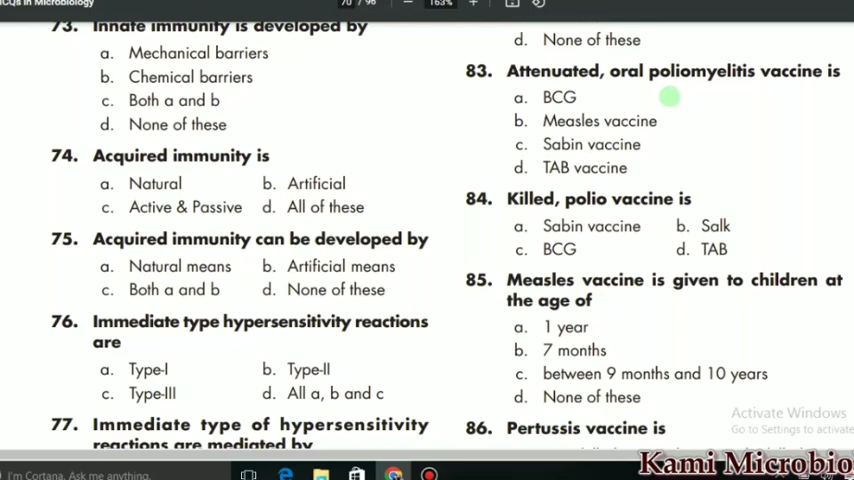 MCQs in Microbiology
70 / 96
163%
73. Innate immunity is developed by
a. Mechanical barriers
b. Chemical barriers
c. Both a and b
d. None of these
74. Acquired immunity is
a. Natural b. Artificial
c. Active & Passive d. All of these
75. Acquired immunity can be developed by
a. Natural means b. Artificial means
c. Both a and b d. None of these
76. Immediate type hypersensitivity reactions
are
a. Type-I b. Type-II
c. Type-III d. All a, b and c
77. Immediate type of hypersensitivity
reactions are mediated by
d. None of these
83. Attenuated, oral poliomyelitis vaccine is
a. BCG
b. Measles vaccine
c. Sabin vaccine
d. TAB vaccine
84. Killed, polio vaccine is
a. Sabin vaccine b. Salk
c. BCG d. TAB
85. Measles vaccine is given to children at
the age of
a. 1 year
b. 7 months
c. between 9 months and 10 years
d. None of these
86. Pertussis vaccine is
Activate Windows
Go to Settings to activate
I'm Cortana. Ask me anything.
Kami Microbio